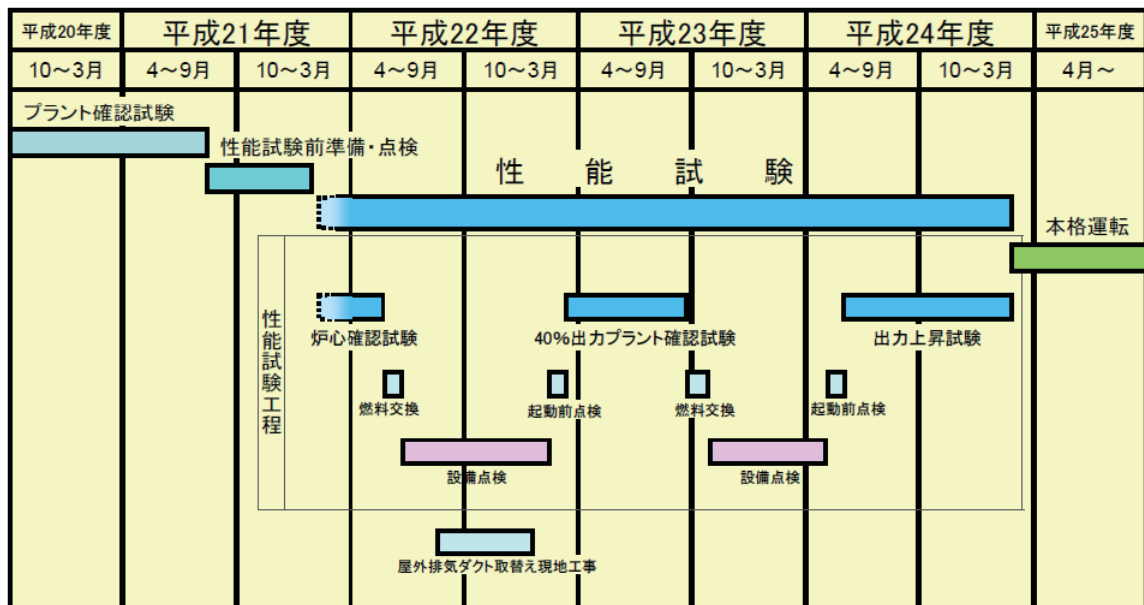 平成20年度 平成21年度 平成22年度 平成23年度 平成24年度 平成25年度
10～3月 4～9月 10～3月 4～9月 10～3月 4～9月 10～3月 4～9月 10～3月 4月～
プラント確認試験
性能試験前準備・点検
性能試験
本格運転
性能試験工程
炉心確認試験 40%出力プラント確認試験 出力上昇試験
燃料交換 起動前点検 燃料交換 起動前点検
設備点検 設備点検
屋外排気ダクト取替え現地工事